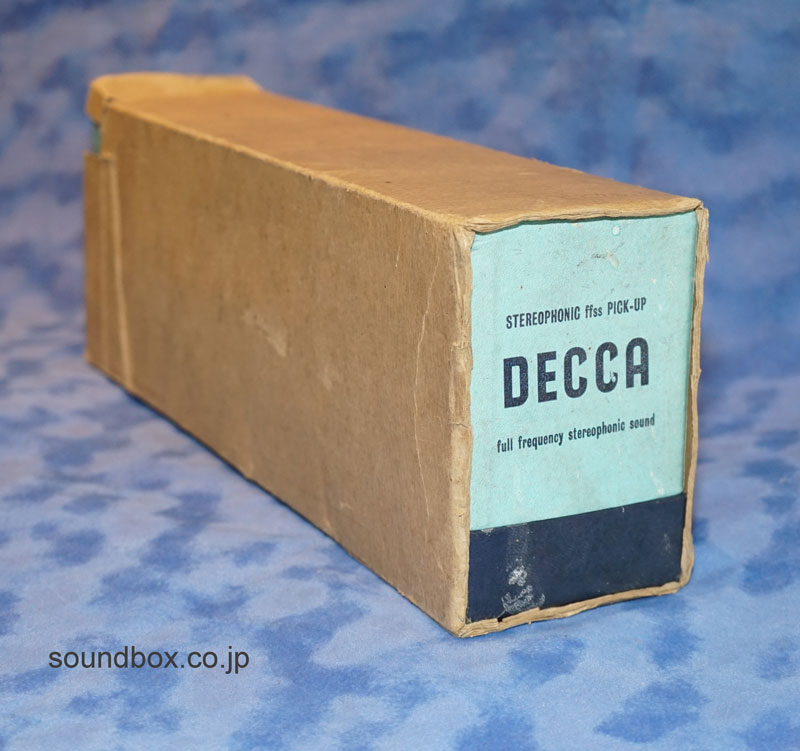 STEREOPHONIC ffss PICK-UP
DECCA
full frequency stereophonic sound
soundbox.co.jp